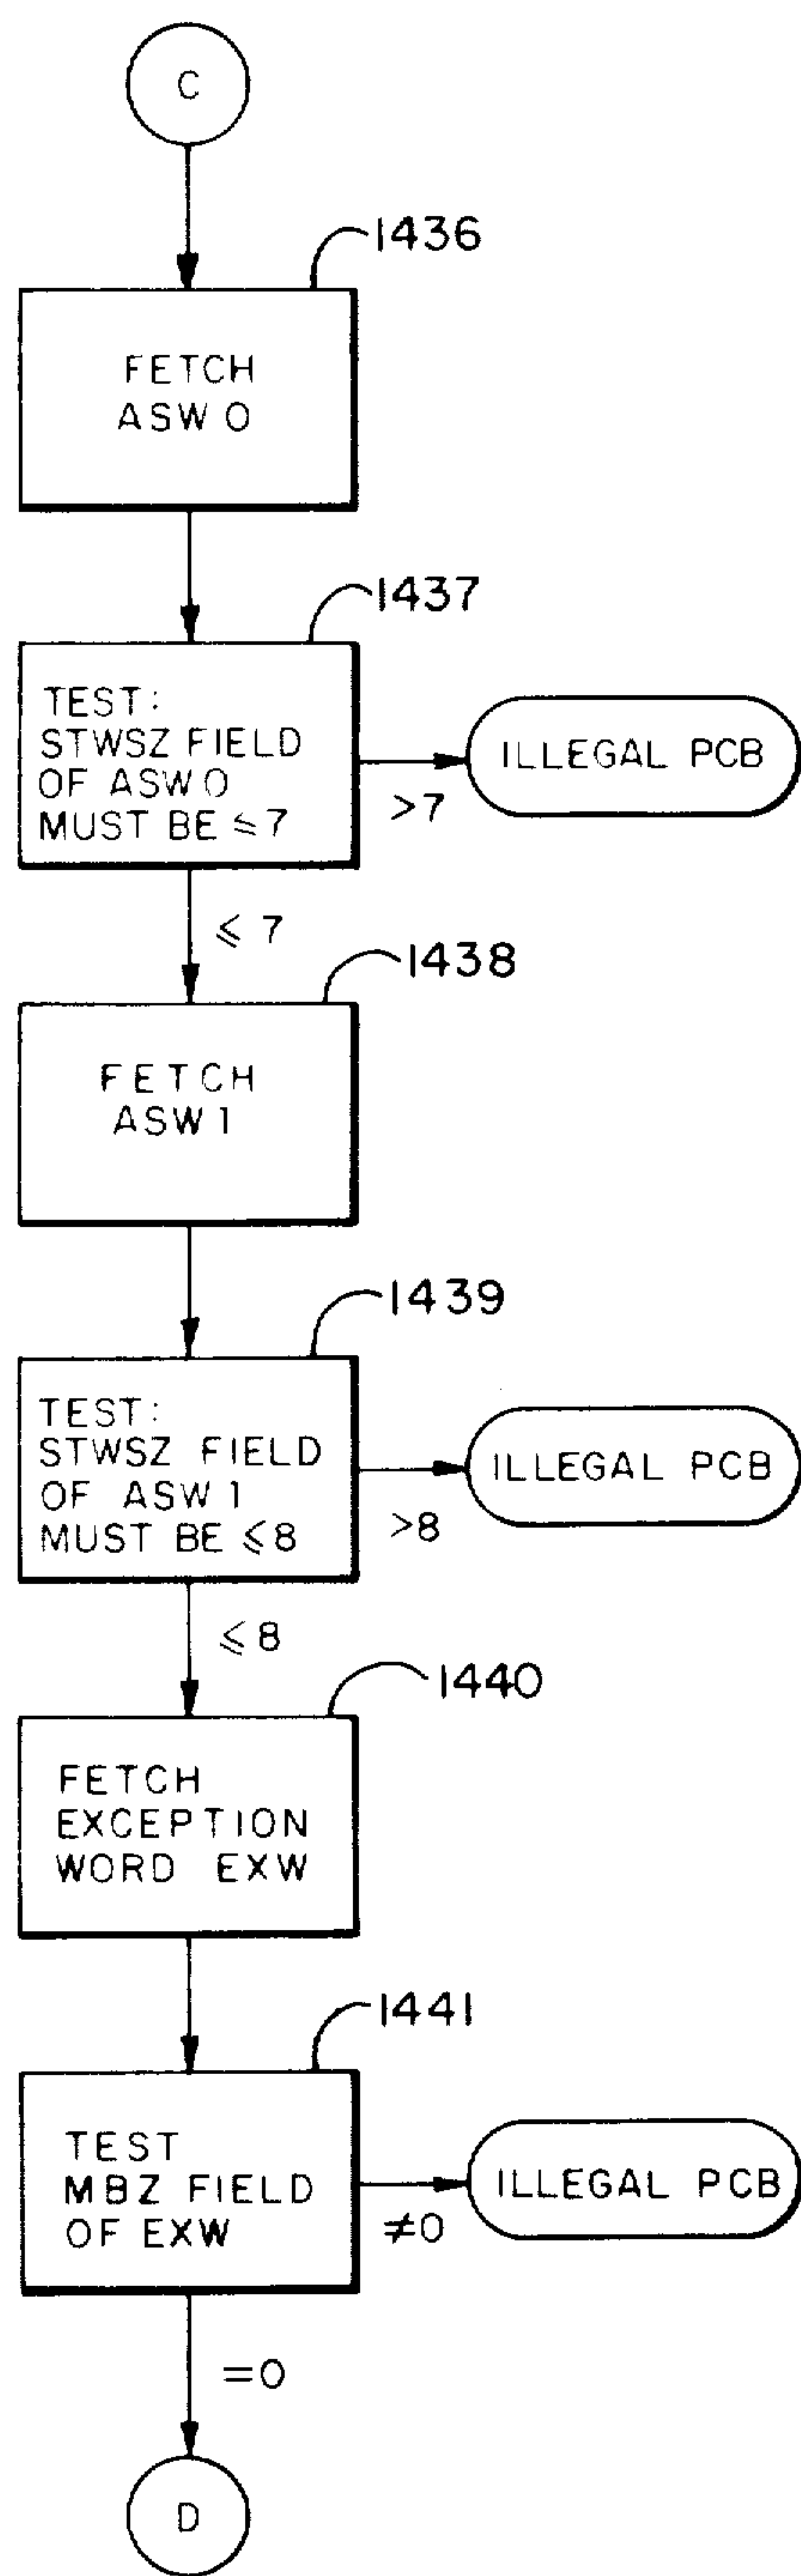 C
1436
FETCH
ASW 0
1437
TEST:
STWSZ FIELD
OF ASW 0
MUST BE ≤ 7
>7
ILLEGAL PCB
≤ 7
1438
FETCH
ASW 1
1439
TEST:
STWSZ FIELD
OF ASW 1
MUST BE ≤ 8
>8
ILLEGAL PCB
≤ 8
1440
FETCH
EXCEPTION
WORD EXW
1441
TEST
MBZ FIELD
OF EXW
≠0
ILLEGAL PCB
=0
D